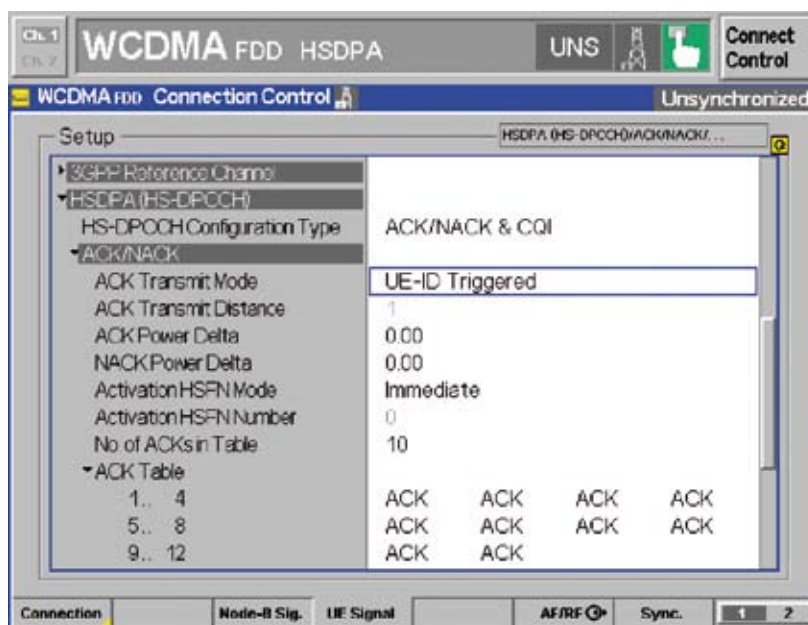 Ch. 1
Ch. 2
WCDMA FDD HSDPA
UNS
Connect Control
WCDMA FDD Connection Control
Unsynchronized
Setup
HSDPA (HS-DPCCH)/ACK/NACK/...
3GPP Reference Channel
HSDPA (HS-DPCCH)
HS-DPCCH Configuration Type ACK/NACK & CQI
ACK/NACK
ACK Transmit Mode UE-ID Triggered
ACK Transmit Distance 1
ACK Power Delta 0.00
NACK Power Delta 0.00
Activation HSFN Mode Immediate
Activation HSFN Number 0
No. of ACKs in Table 10
ACK Table
1.. 4 ACK ACK ACK ACK
5.. 8 ACK ACK ACK ACK
9.. 12 ACK ACK
Connection Node-B Sig. UE Signal AF/RF Sync. 1 2